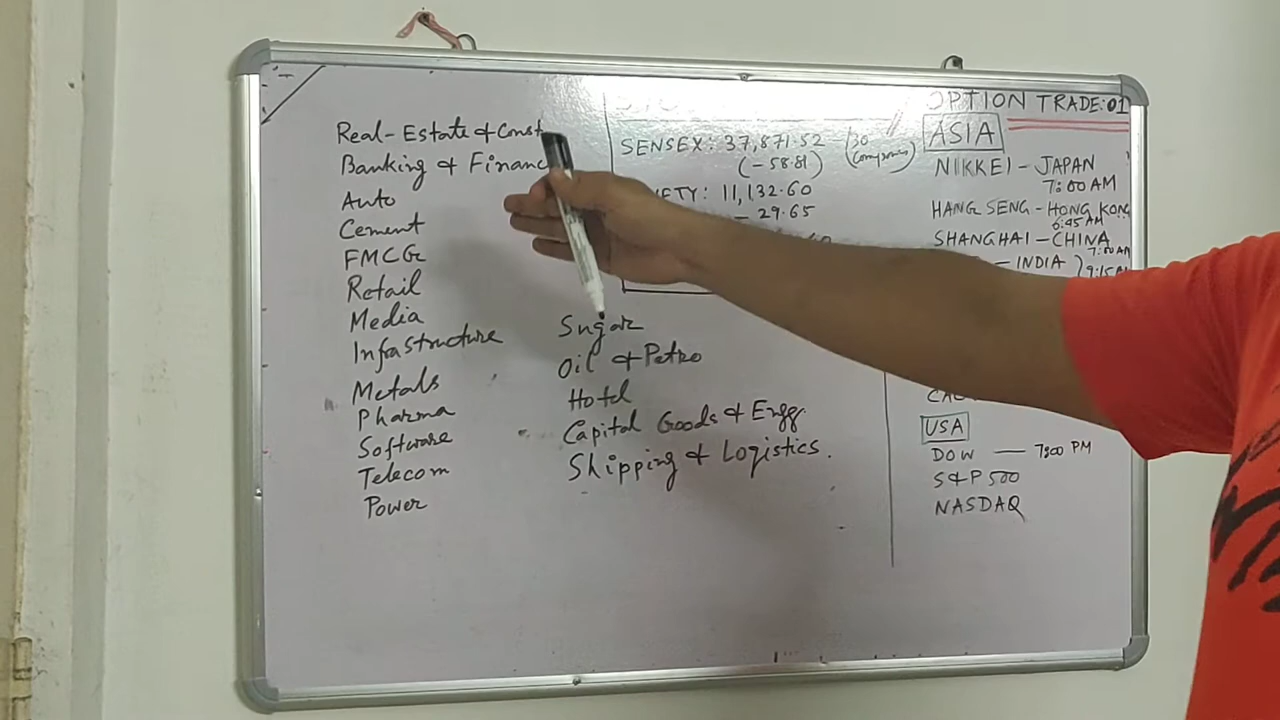 Real-Estate & Const
Banking & Financ
Auto
Cement
FMCG
Retail
Media
Infrastructure
Metals
Pharma
Software
Telecom
Power
Sugar
Oil & Petro
Hotel
Capital Goods & Engg.
Shipping & Logistics.
SENSEX: 37,871.52
(-58.81)
(30 Companies)
FTY: 11,132.60
- 29.65
OPTION TRADE:01
ASIA
NIKKEI - JAPAN
7:00 AM
HANG SENG - HONG KONG
6:45 AM
SHANGHAI - CHINA
7:00 AM
- INDIA
9:15 A
USA
DOW — 7:00 PM
S&P 500
NASDAQ